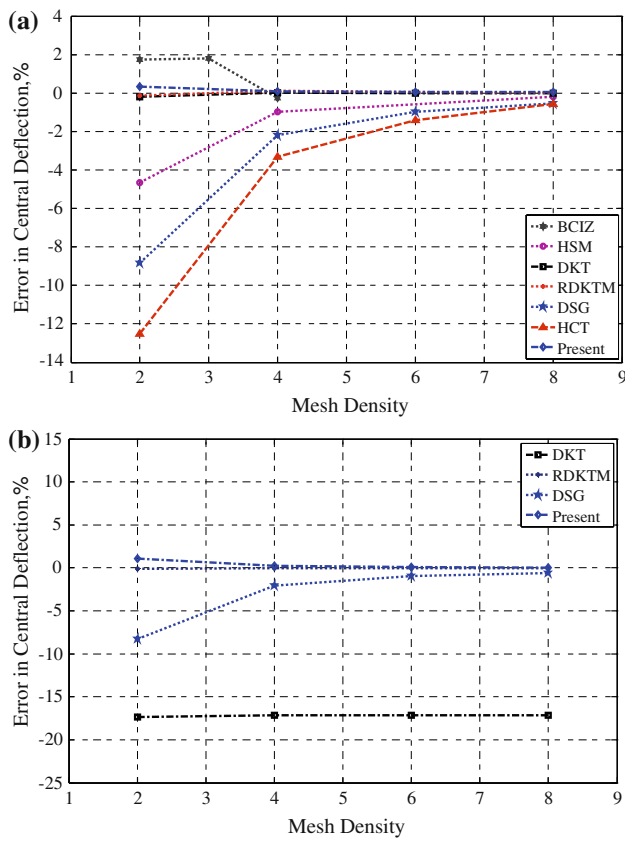 (a)
4
2
0
-2
-4
-6
-8
-10
-12
-14
Error in Central Deflection,%
1 2 3 4 5 6 7 8 9
Mesh Density
BCIZ
HSM
DKT
RDKTM
DSG
HCT
Present
(b)
15
10
5
0
-5
-10
-15
-20
-25
Error in Central Deflection,%
1 2 3 4 5 6 7 8 9
Mesh Density
DKT
RDKTM
DSG
Present